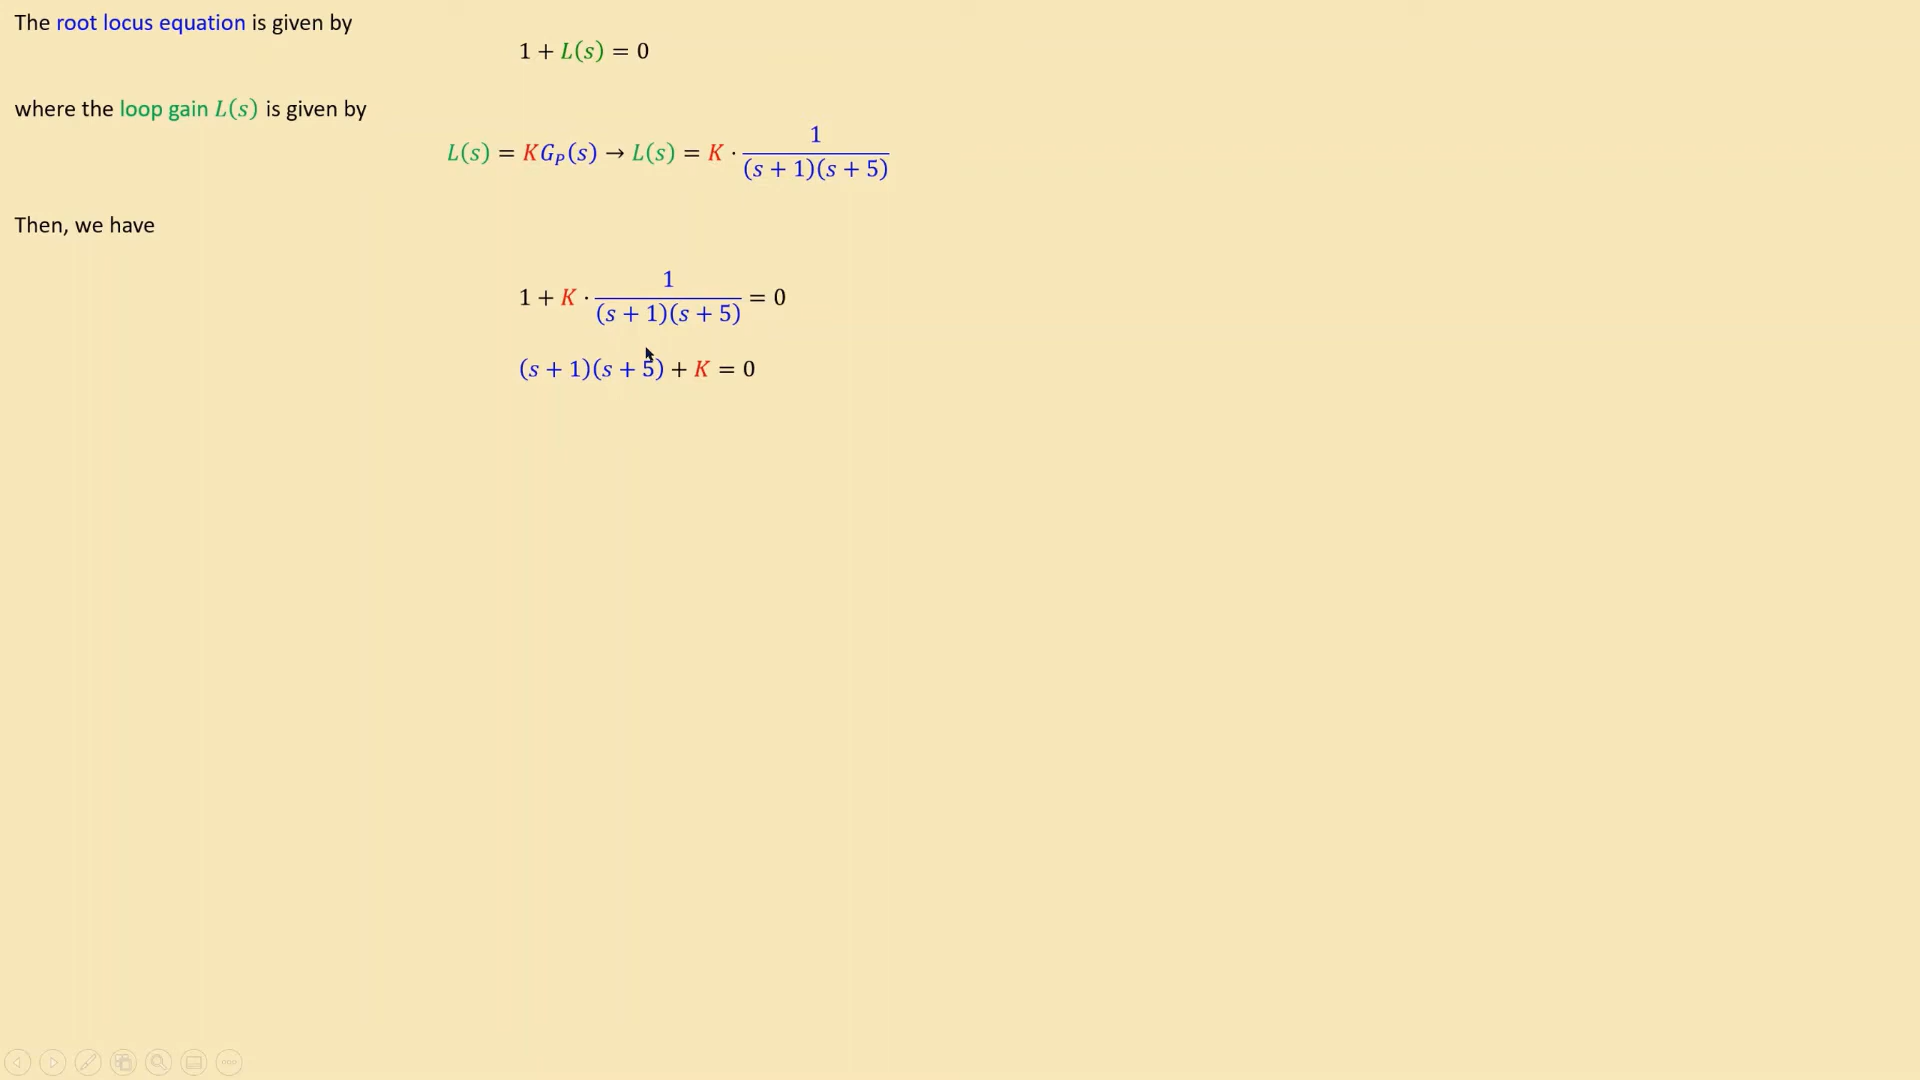 The root locus equation is given by
1 + L(s) = 0
where the loop gain L(s) is given by
L(s) = KG_P(s) → L(s) = K · 1/((s + 1)(s + 5))
Then, we have
1 + K · 1/((s + 1)(s + 5)) = 0
(s + 1)(s + 5) + K = 0